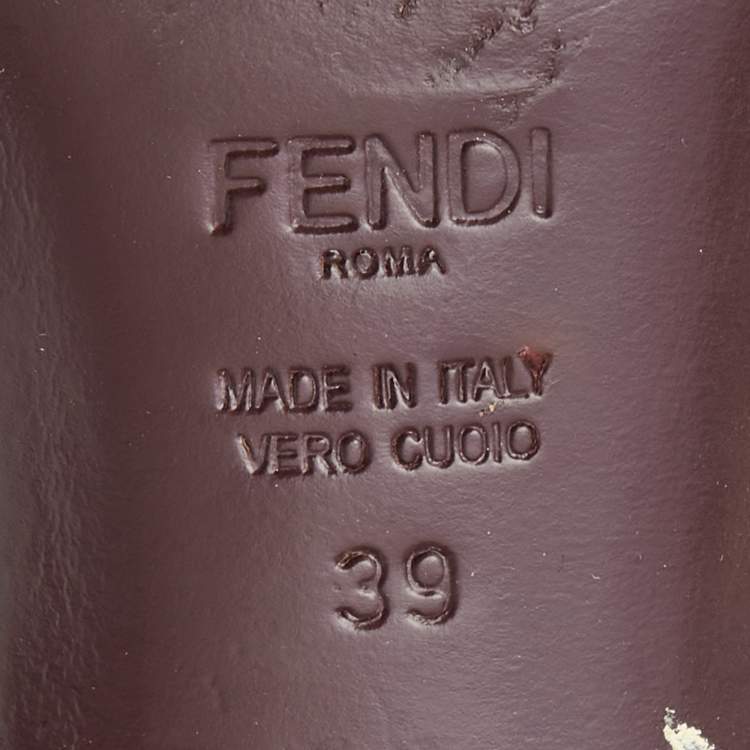 FENDI
ROMA
MADE IN ITALY
VERO CUOIO
39